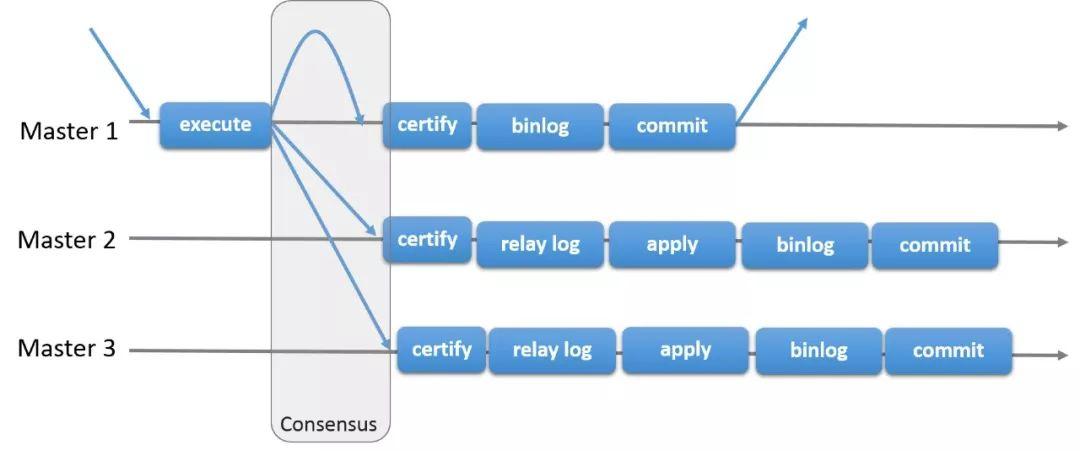 Master 1 execute certify binlog commit
Master 2 certify relay log apply binlog commit
Master 3 certify relay log apply binlog commit
Consensus